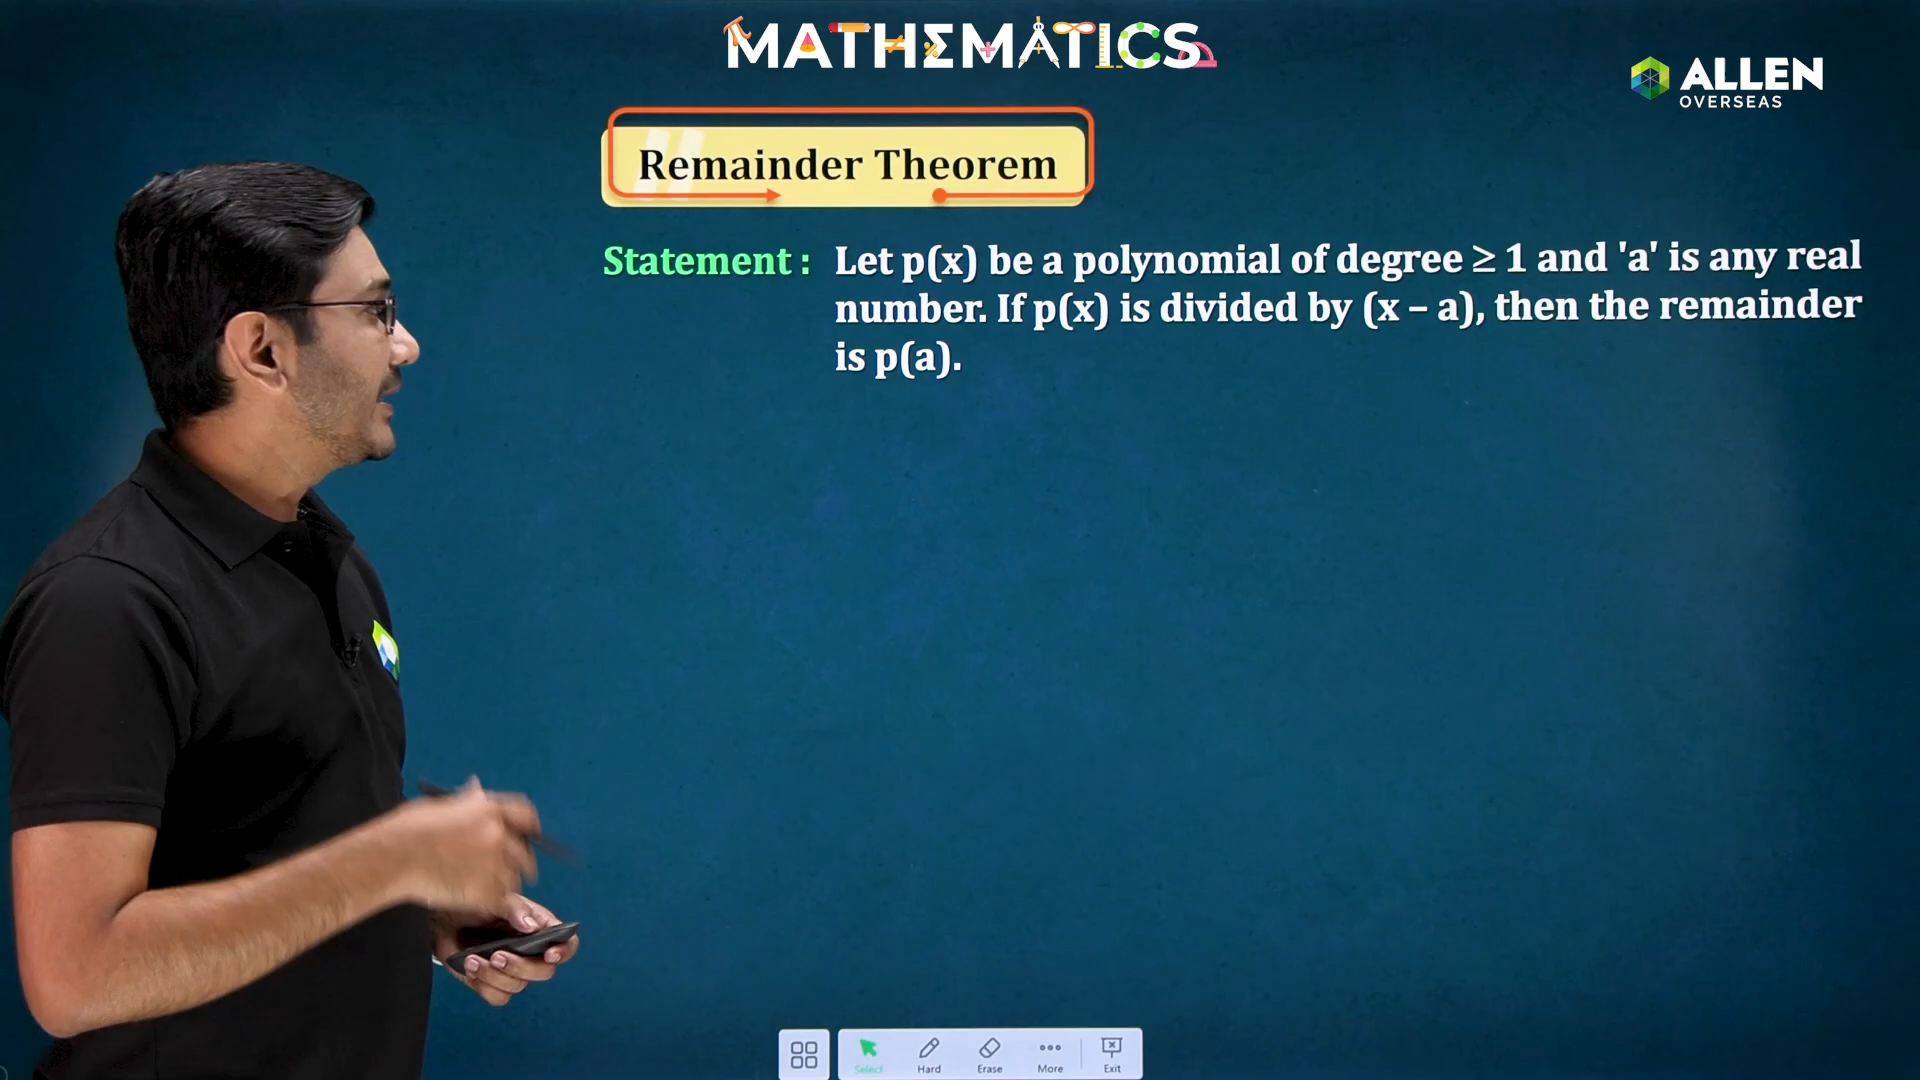 MATHEMATICS
ALLEN
OVERSEAS
Remainder Theorem
Statement : Let p(x) be a polynomial of degree ≥ 1 and 'a' is any real
number. If p(x) is divided by (x – a), then the remainder
is p(a).
Select Hard Erase More Exit